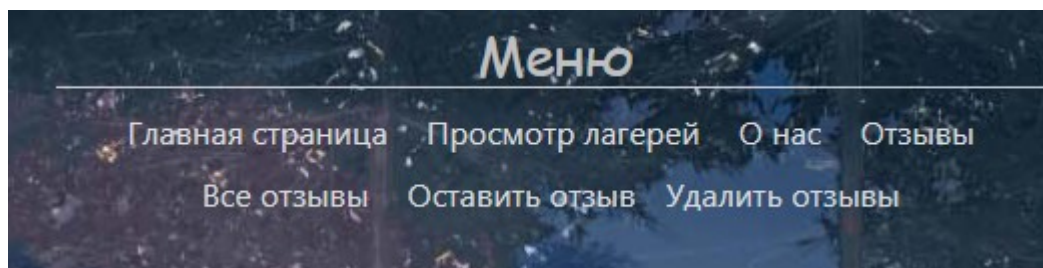 Меню
Главная страница Просмотр лагерей О нас Отзывы
Все отзывы Оставить отзыв Удалить отзывы